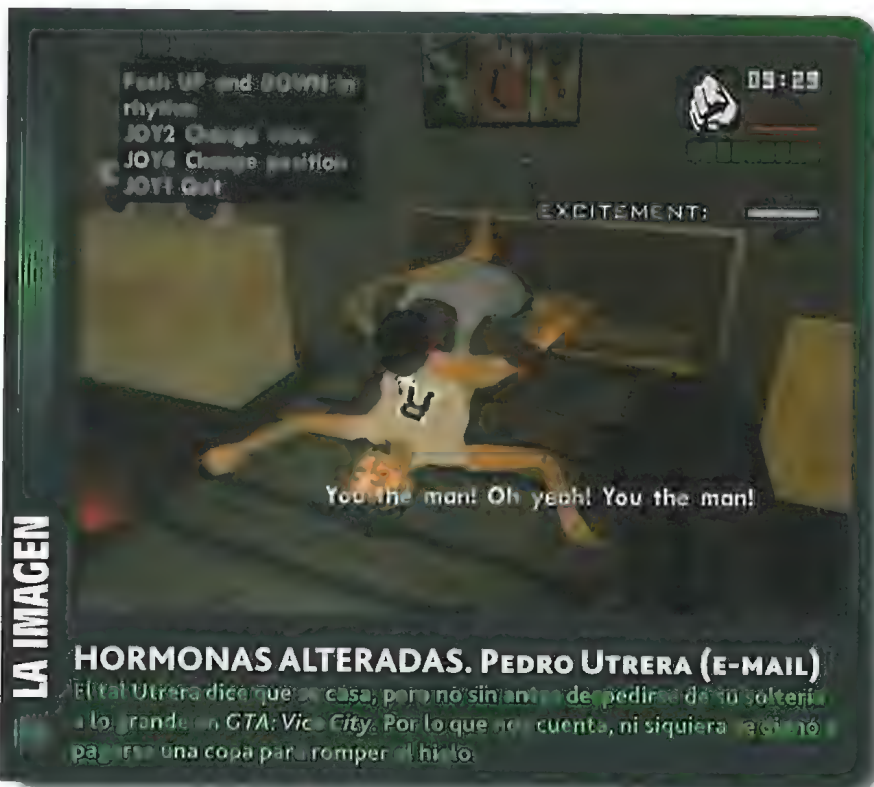 Push UP and DOWN in
rhythm
JOY2 Change view
JOY4 Change position
JOY1 Quit
05:29
EXCITEMENT:
R
You the man! Oh yeah! You the man!
LA IMAGEN
HORMONAS ALTERADAS. PEDRO UTRERA (E-MAIL)
El tal Utrera dice que se casa, pero no sin antes despedirse de su soltería
a lo grande en GTA: Vice City. Por lo que nos cuenta, ni siquiera
pagarse una copa para romper el hielo.